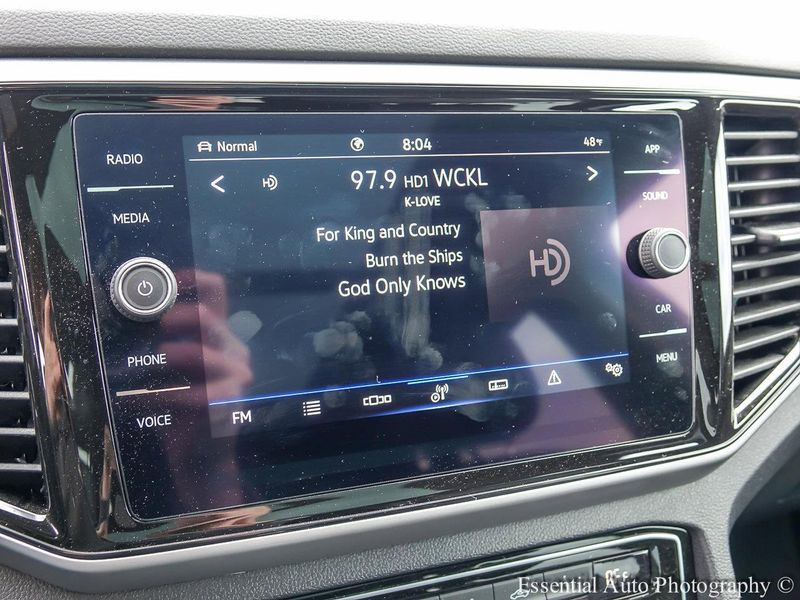 RADIO
MEDIA
PHONE
VOICE
Normal 8:04 48°F
< HD 97.9 HD1 WCKL >
K-LOVE
For King and Country
Burn the Ships
God Only Knows
HD
FM
APP
SOUND
CAR
MENU
Essential Auto Photography ©